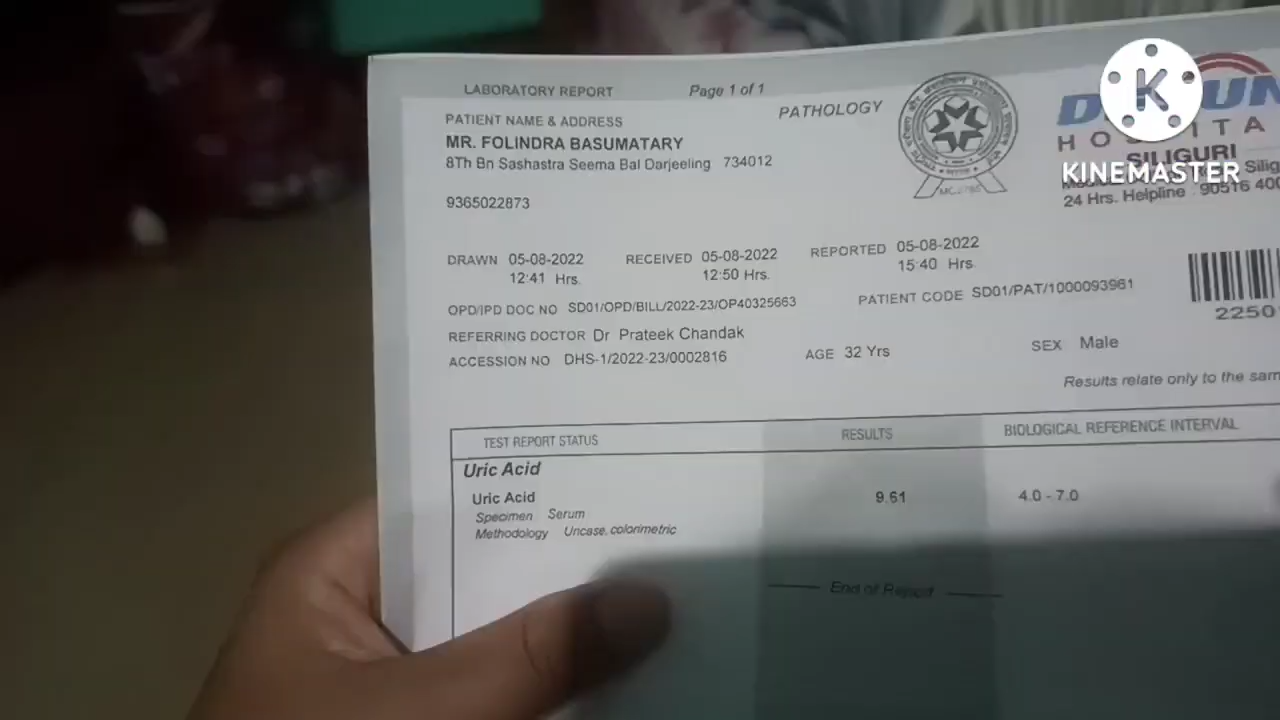 LABORATORY REPORT Page 1 of 1
PATHOLOGY
PATIENT NAME & ADDRESS
MR. FOLINDRA BASUMATARY
8Th Bn Sashastra Seema Bal Darjeeling 734012
9365022873
HOSPITAL
SILIGURI
24 Hrs. Helpline : 90516 400
K
KINEMASTER
DRAWN 05-08-2022 RECEIVED 05-08-2022 REPORTED 05-08-2022
12:41 Hrs. 12:50 Hrs. 15:40 Hrs.
OPD/IPD DOC NO SD01/OPD/BILL/2022-23/OP40325663 PATIENT CODE SD01/PAT/1000093961
2250
REFERRING DOCTOR Dr Prateek Chandak
ACCESSION NO DHS-1/2022-23/0002816 AGE 32 Yrs SEX Male
Results relate only to the sam
TEST REPORT STATUS RESULTS BIOLOGICAL REFERENCE INTERVAL
Uric Acid
Uric Acid 9.61 4.0 - 7.0
Specimen Serum
Methodology Uricase, colorimetric
End of Report